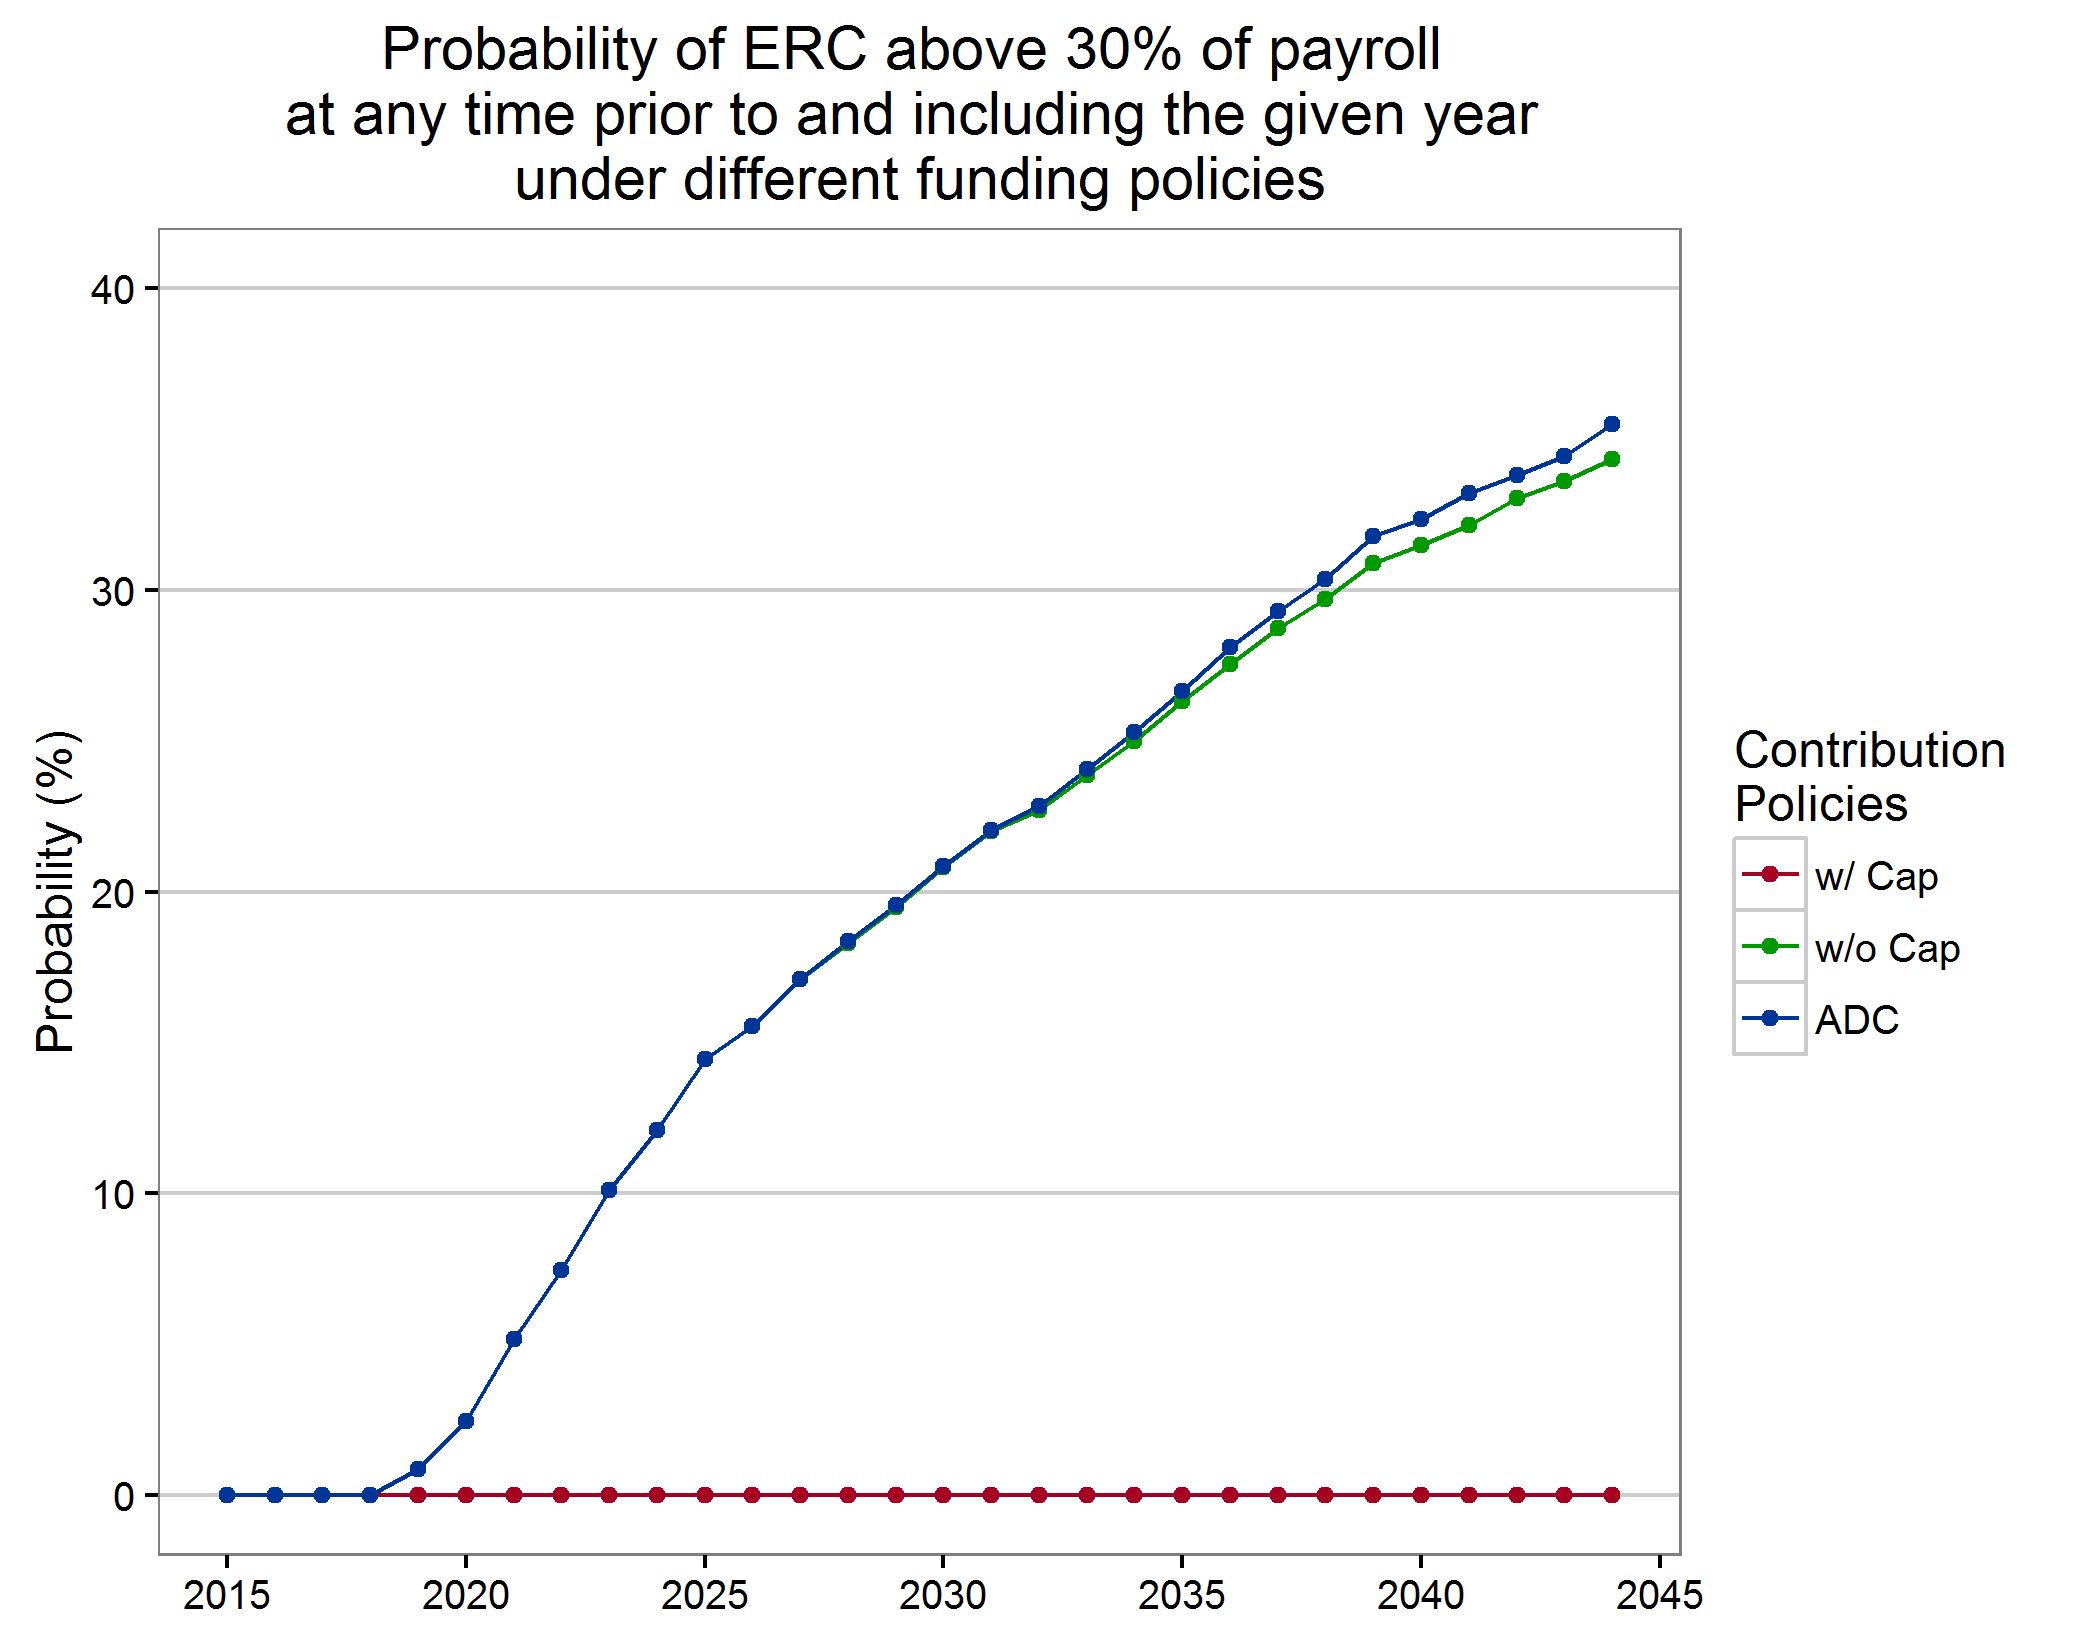 Probability of ERC above 30% of payroll
at any time prior to and including the given year
under different funding policies
Probability (%)
40
30
20
10
0
2015 2020 2025 2030 2035 2040 2045
Contribution
Policies
w/ Cap
w/o Cap
ADC